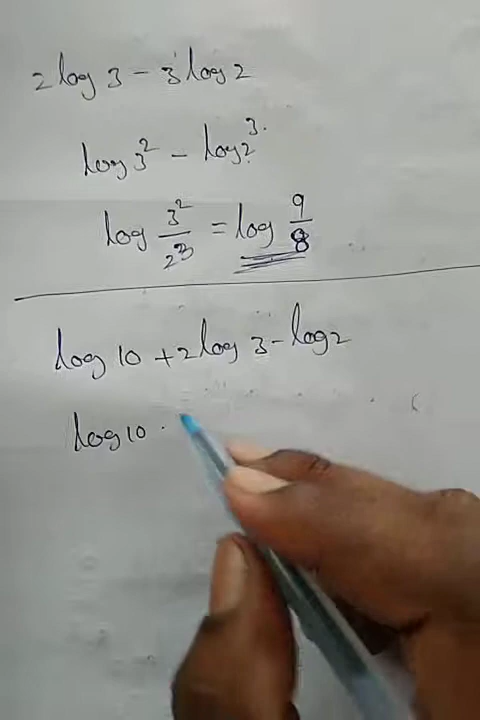 2 log 3 - 3 log 2
log 3² - log 2³.
log 3²/2³ = log 9/8
log 10 + 2 log 3 - log 2
log 10 ·